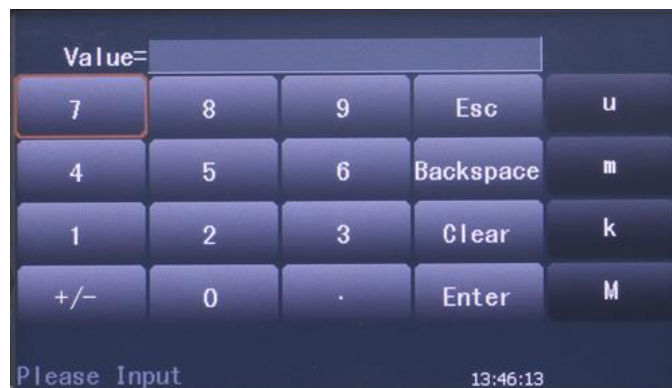 Value=
7 8 9 Esc u
4 5 6 Backspace m
1 2 3 Clear k
+/- 0 . Enter M
Please Input 13:46:13